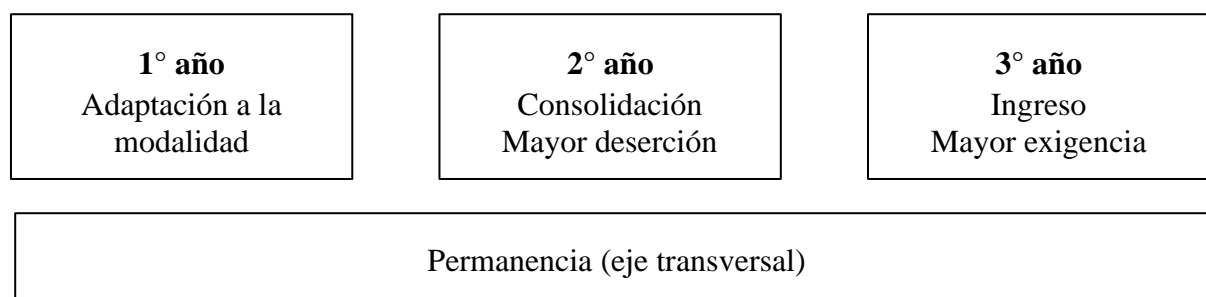 1° año
Adaptación a la
modalidad
2° año
Consolidación
Mayor deserción
3° año
Ingreso
Mayor exigencia
Permanencia (eje transversal)